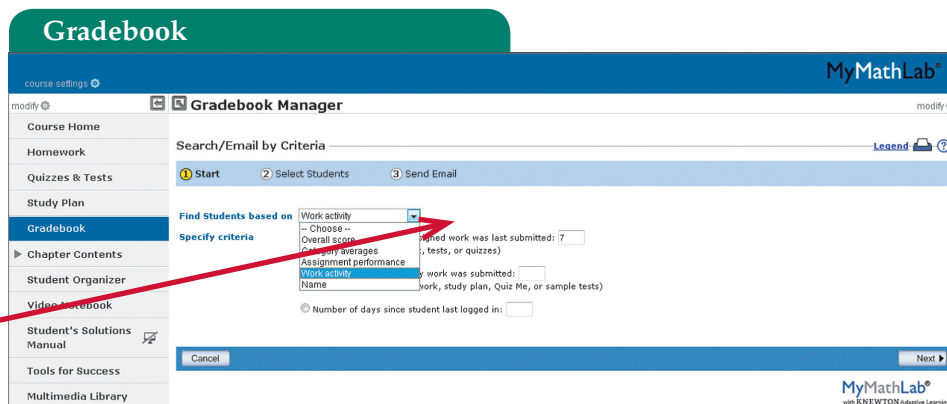 Gradebook
MyMathLab®
course settings
modify
Gradebook Manager
modify
Course Home
Homework
Quizzes & Tests
Study Plan
Gradebook
Chapter Contents
Student Organizer
Video Notebook
Student's Solutions
Manual
Tools for Success
Multimedia Library
Search/Email by Criteria
Legend
1 Start 2 Select Students 3 Send Email
Find Students based on Work activity
-- Choose --
Overall score
Category averages
Assignment performance
Work activity
Name
Specify criteria
work was last submitted: 7
, tests, or quizzes)
work was submitted:
work, study plan, Quiz Me, or sample tests)
Number of days since student last logged in:
Cancel Next
MyMathLab®
with KNEWTON Adaptive Learning